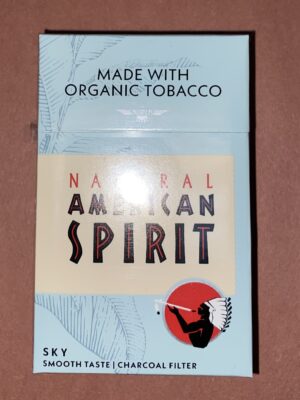 MADE WITH
ORGANIC TOBACCO
NATURAL
AMERICAN
SPIRIT
SKY
SMOOTH TASTE | CHARCOAL FILTER